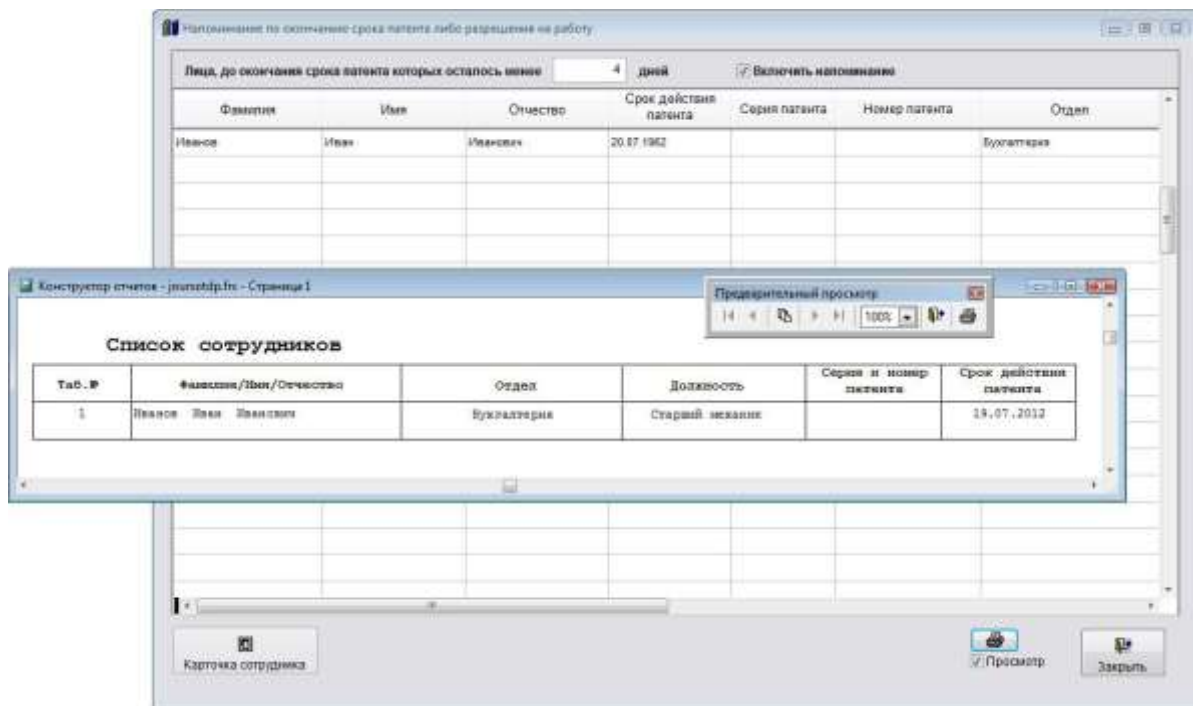 Напоминание по окончанию срока патента либо разрешения на работу
Лица, до окончания срока патента которых осталось менее 4 дней Включить напоминание
Фамилия Имя Отчество Срок действия патента Серия патента Номер патента Отдел
Иванов Иван Иванович 20.07.1962 Бухгалтерия
Конструктор отчетов - journotdp.frx - Страница 1
Предварительный просмотр
100%
Список сотрудников
Таб.№ Фамилия/Имя/Отчество Отдел Должность Серия и номер патента Срок действия патента
1 Иванов Иван Иванович Бухгалтерия Старший механик 19.07.2012
Карточка сотрудника
Просмотр
Закрыть